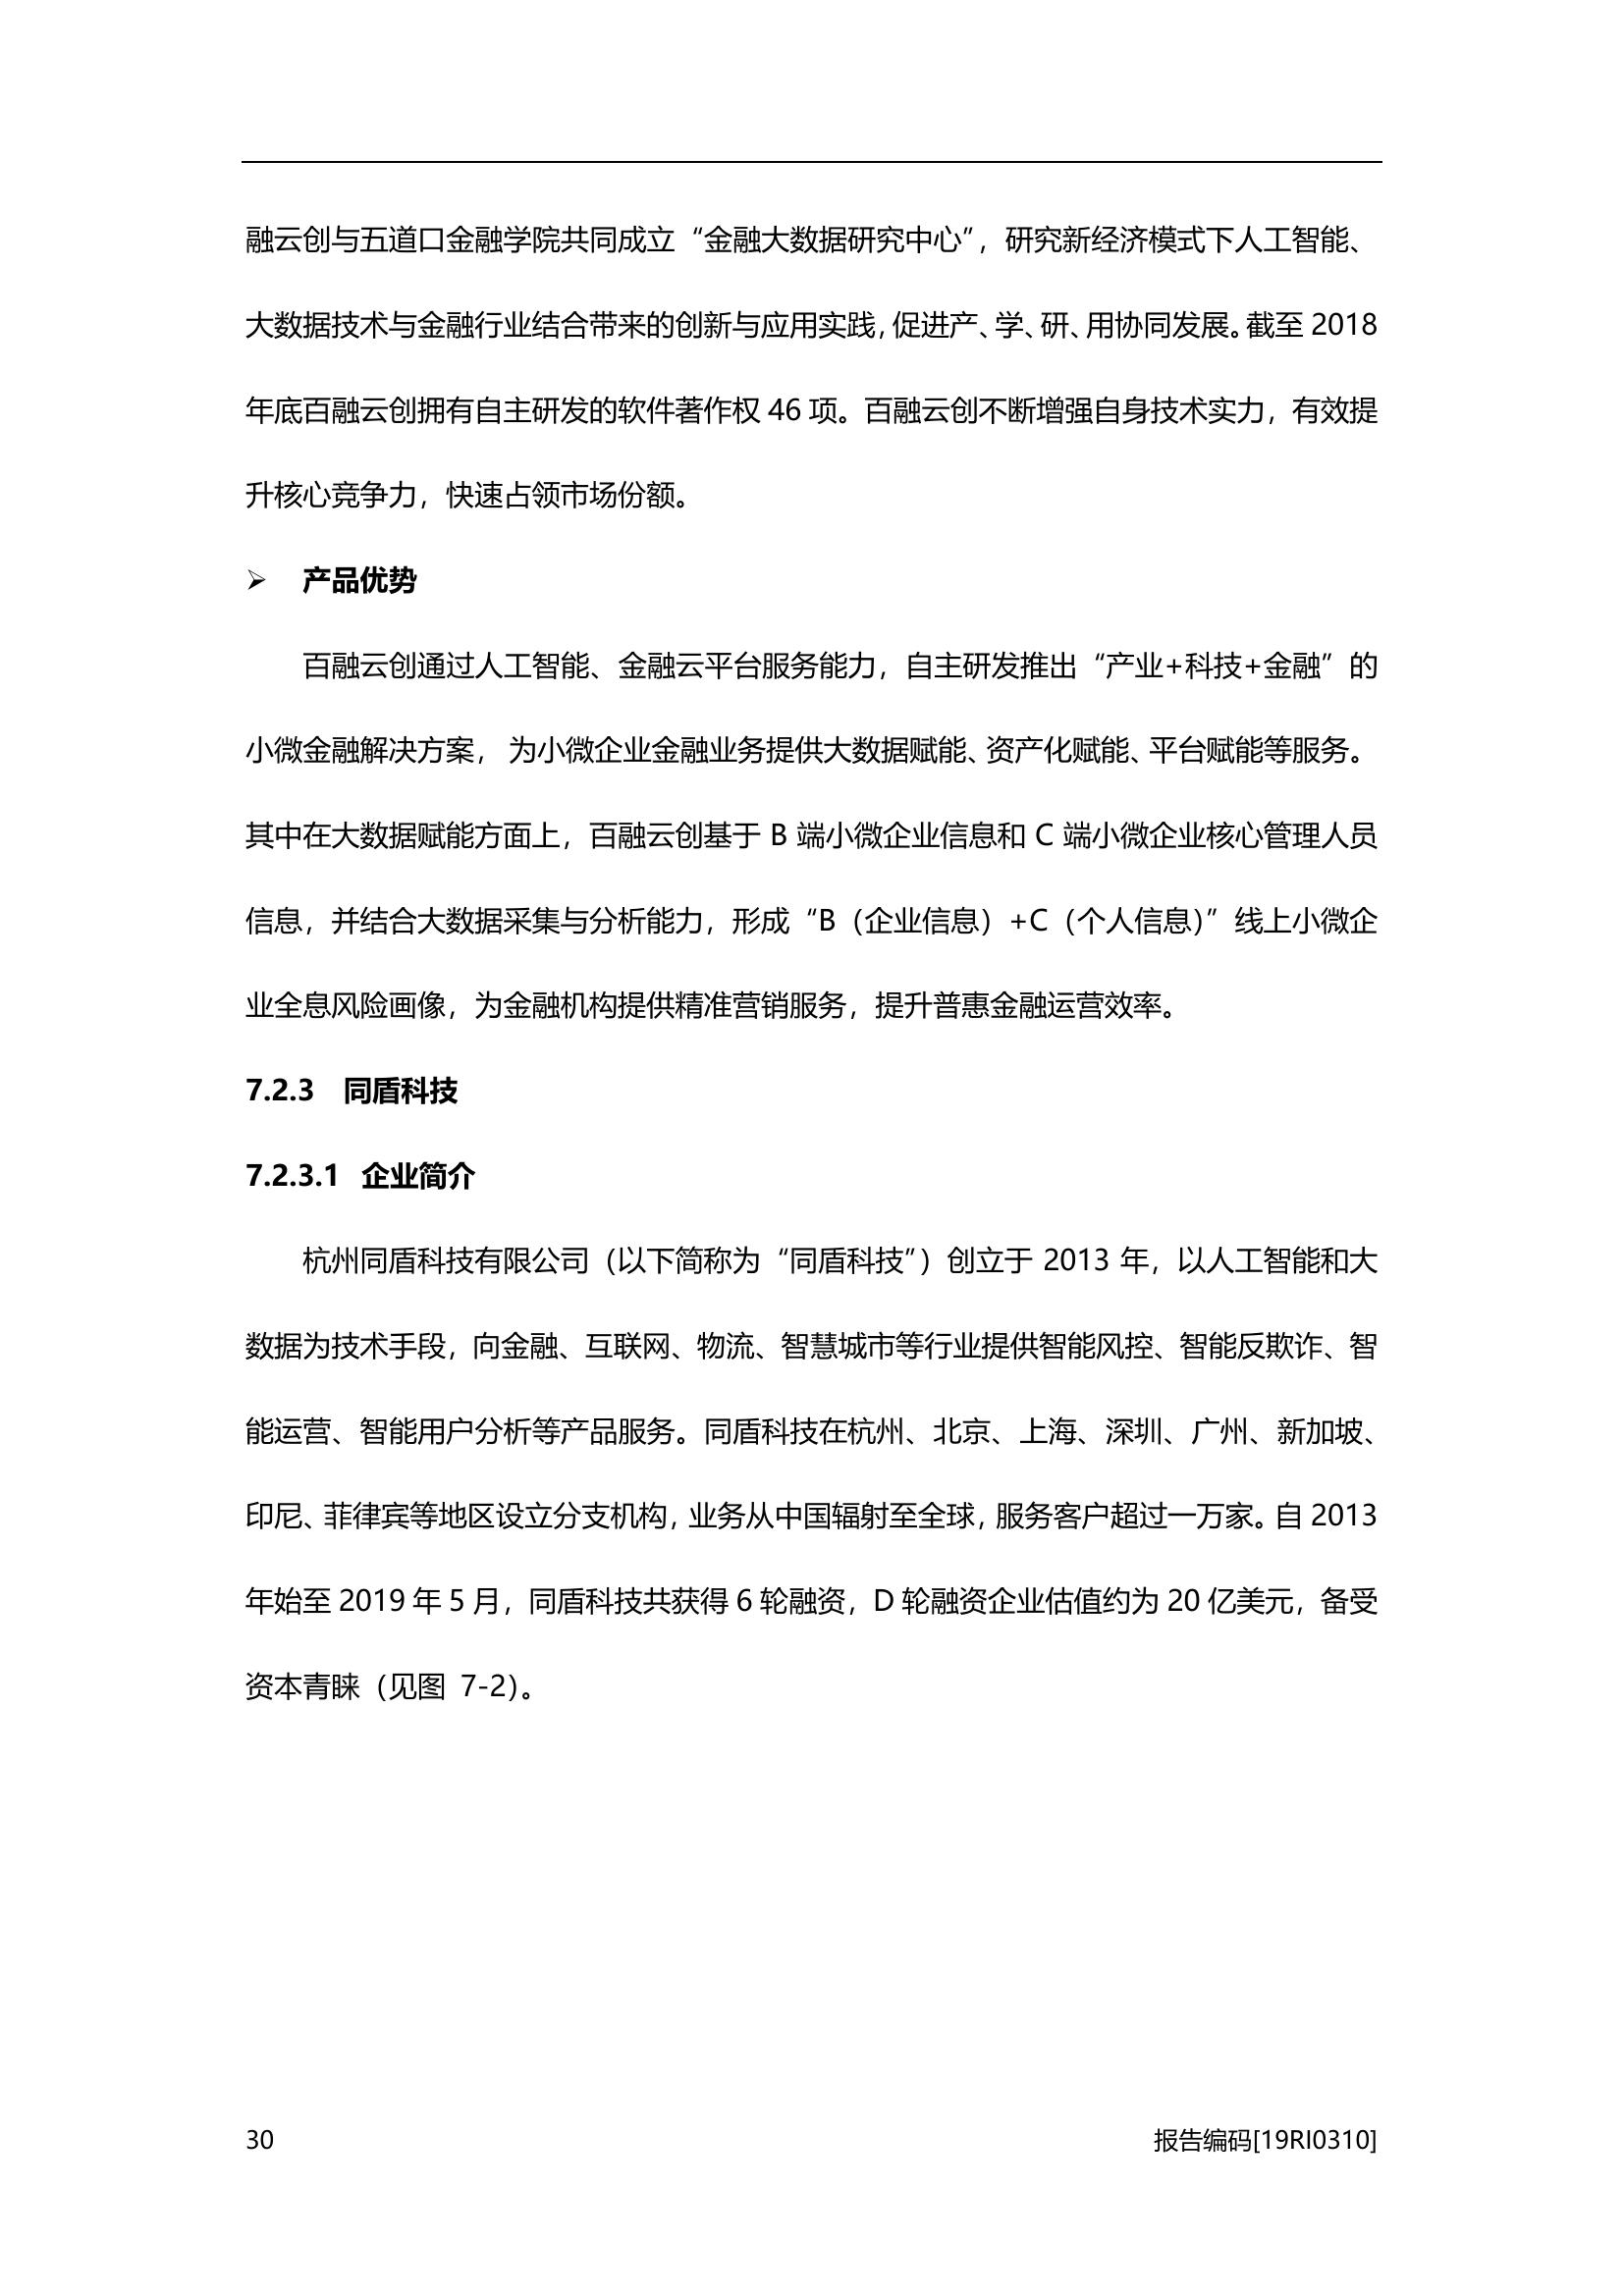 融云创与五道口金融学院共同成立“金融大数据研究中心”，研究新经济模式下人工智能、
大数据技术与金融行业结合带来的创新与应用实践，促进产、学、研、用协同发展。截至 2018
年底百融云创拥有自主研发的软件著作权 46 项。百融云创不断增强自身技术实力，有效提
升核心竞争力，快速占领市场份额。
➢ 产品优势
百融云创通过人工智能、金融云平台服务能力，自主研发推出“产业+科技+金融”的
小微金融解决方案， 为小微企业金融业务提供大数据赋能、资产化赋能、平台赋能等服务。
其中在大数据赋能方面上，百融云创基于 B 端小微企业信息和 C 端小微企业核心管理人员
信息，并结合大数据采集与分析能力，形成“B（企业信息）+C（个人信息）”线上小微企
业全息风险画像，为金融机构提供精准营销服务，提升普惠金融运营效率。
7.2.3 同盾科技
7.2.3.1 企业简介
杭州同盾科技有限公司（以下简称为“同盾科技”）创立于 2013 年，以人工智能和大
数据为技术手段，向金融、互联网、物流、智慧城市等行业提供智能风控、智能反欺诈、智
能运营、智能用户分析等产品服务。同盾科技在杭州、北京、上海、深圳、广州、新加坡、
印尼、菲律宾等地区设立分支机构，业务从中国辐射至全球，服务客户超过一万家。自 2013
年始至 2019 年 5 月，同盾科技共获得 6 轮融资，D 轮融资企业估值约为 20 亿美元，备受
资本青睐（见图 7-2）。
30 报告编码[19RI0310]